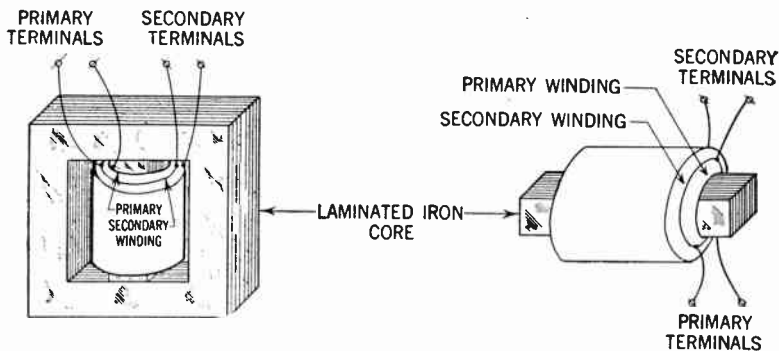 PRIMARY
TERMINALS
SECONDARY
TERMINALS
PRIMARY
SECONDARY
WINDING
LAMINATED IRON
CORE
SECONDARY
TERMINALS
PRIMARY WINDING
SECONDARY WINDING
PRIMARY
TERMINALS